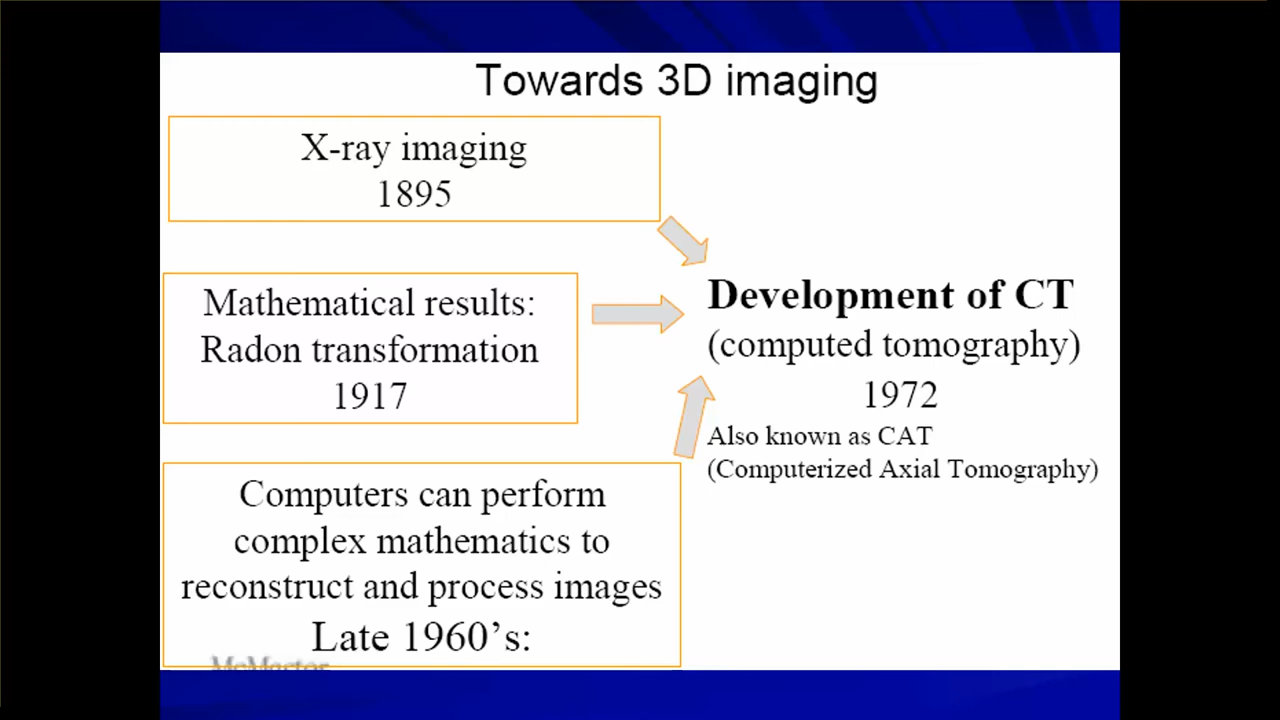 Towards 3D imaging
X-ray imaging
1895
Mathematical results:
Radon transformation
1917
Computers can perform
complex mathematics to
reconstruct and process images
Late 1960’s:
Development of CT
(computed tomography)
1972
Also known as CAT
(Computerized Axial Tomography)